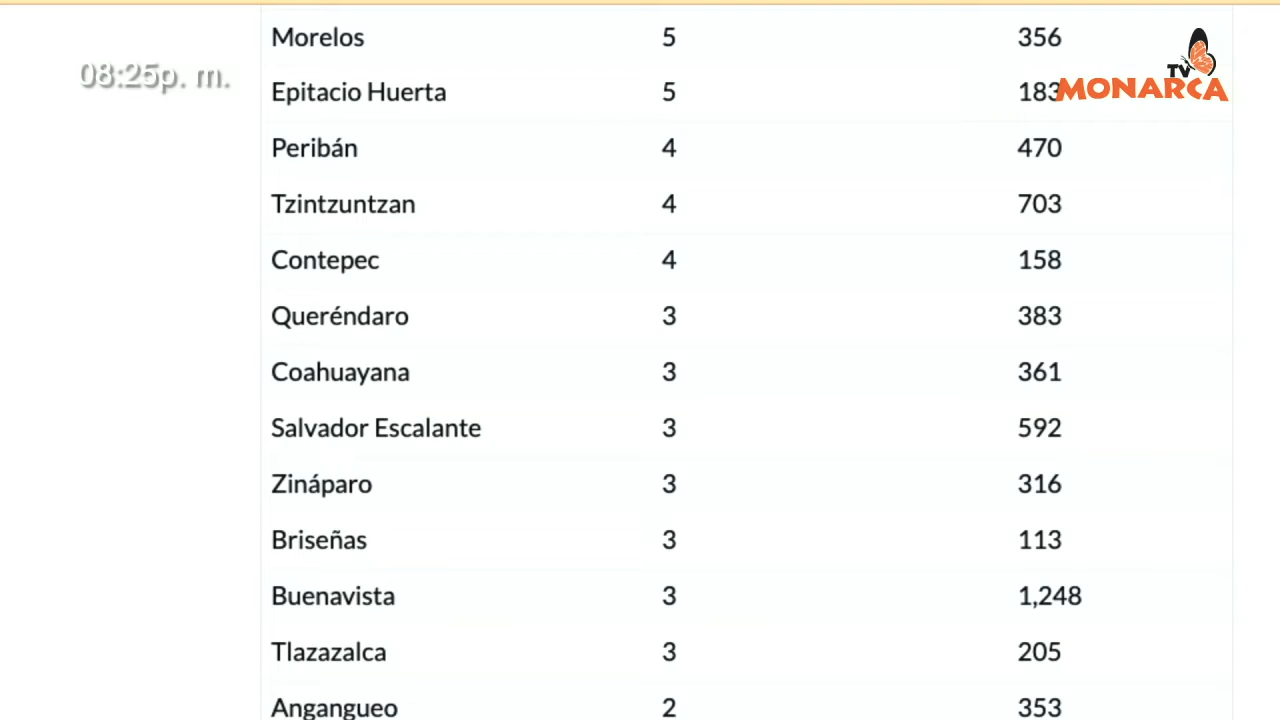 Morelos 5 356
08:25p. m.
TV
MONARCA
Epitacio Huerta 5 183
Peribán 4 470
Tzintzuntzan 4 703
Contepec 4 158
Queréndaro 3 383
Coahuayana 3 361
Salvador Escalante 3 592
Zináparo 3 316
Briseñas 3 113
Buenavista 3 1,248
Tlazazalca 3 205
Angangueo 2 353